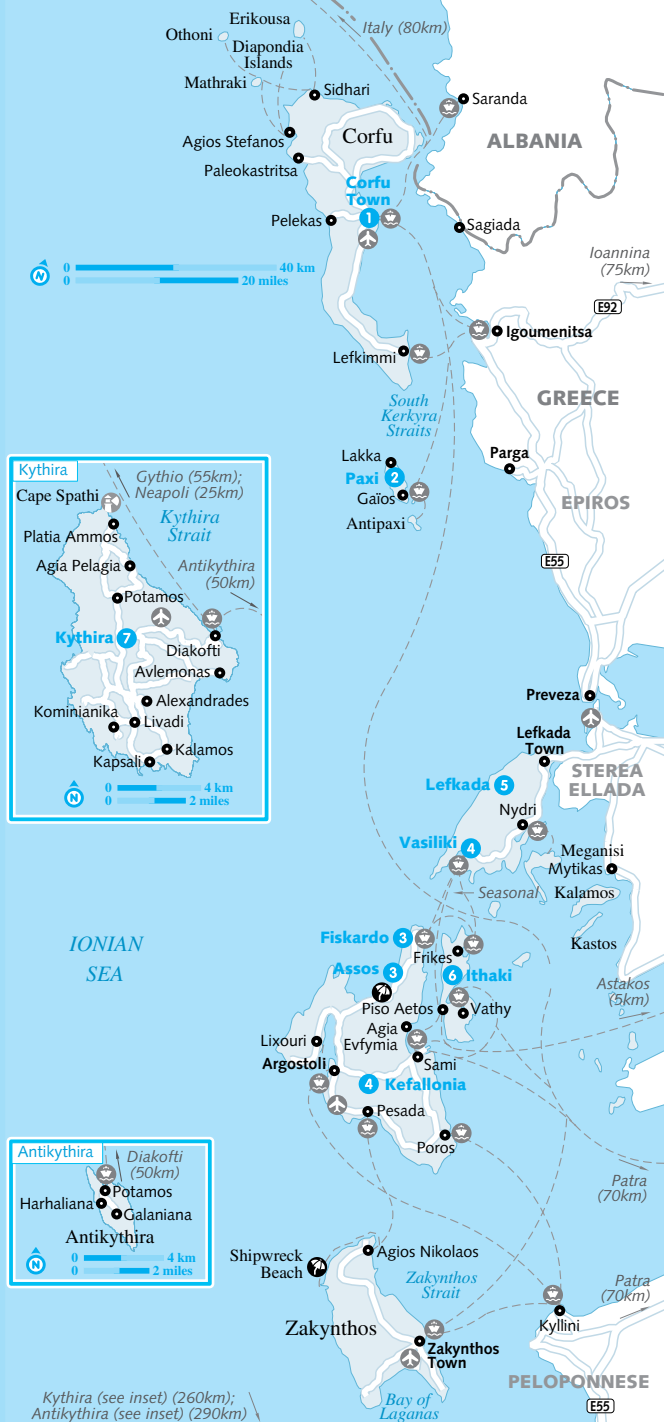 Erikousa
Othoni
Diapondia
Islands
Mathraki
Italy (80km)
Sidhari
Saranda
Corfu
ALBANIA
Agios Stefanos
Paleokastritsa
Corfu
Town
1
Pelekas
Sagiada
Ioannina
(75km)
N
0 40 km
0 20 miles
E92
Igoumenitsa
Lefkimmi
GREECE
South
Kerkyra
Straits
Lakka
Paxi 2
Gaïos
Antipaxi
Parga
EPIROS
E55
Kythira
Gythio (55km);
Neapoli (25km)
Cape Spathi
Kythira
Strait
Platia Ammos
Agia Pelagia
Antikythira
(50km)
Potamos
Kythira 7
Diakofti
Avlemonas
Alexandrades
Kominianika
Livadi
Kalamos
Kapsali
N
0 4 km
0 2 miles
Preveza
Lefkada
Town
STEREA
ELLADA
Lefkada 5
Nydri
Vasiliki 4
Meganisi
Mytikas
Seasonal
Kalamos
Kastos
IONIAN
SEA
Fiskardo 3
Frikes
Assos 3
6 Ithaki
Astakos
(5km)
Piso Aetos
Vathy
Agia
Evfymia
Lixouri
Sami
Argostoli
4 Kefallonia
Pesada
Poros
Patra
(70km)
Antikythira
Diakofti
(50km)
Potamos
Harhaliana
Galaniana
Antikythira
N
0 4 km
0 2 miles
Shipwreck
Beach
Agios Nikolaos
Zakynthos
Strait
Patra
(70km)
Kyllini
Zakynthos
Zakynthos
Town
PELOPONNESE
E55
Kythira (see inset) (260km);
Antikythira (see inset) (290km)
Bay of
Laganas